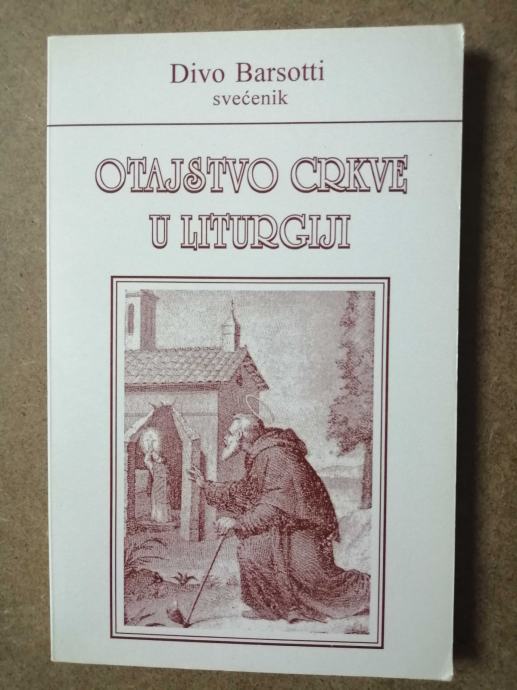 Divo Barsotti
svećenik
OTAJSTVO CRKVE
U LITURGIJI